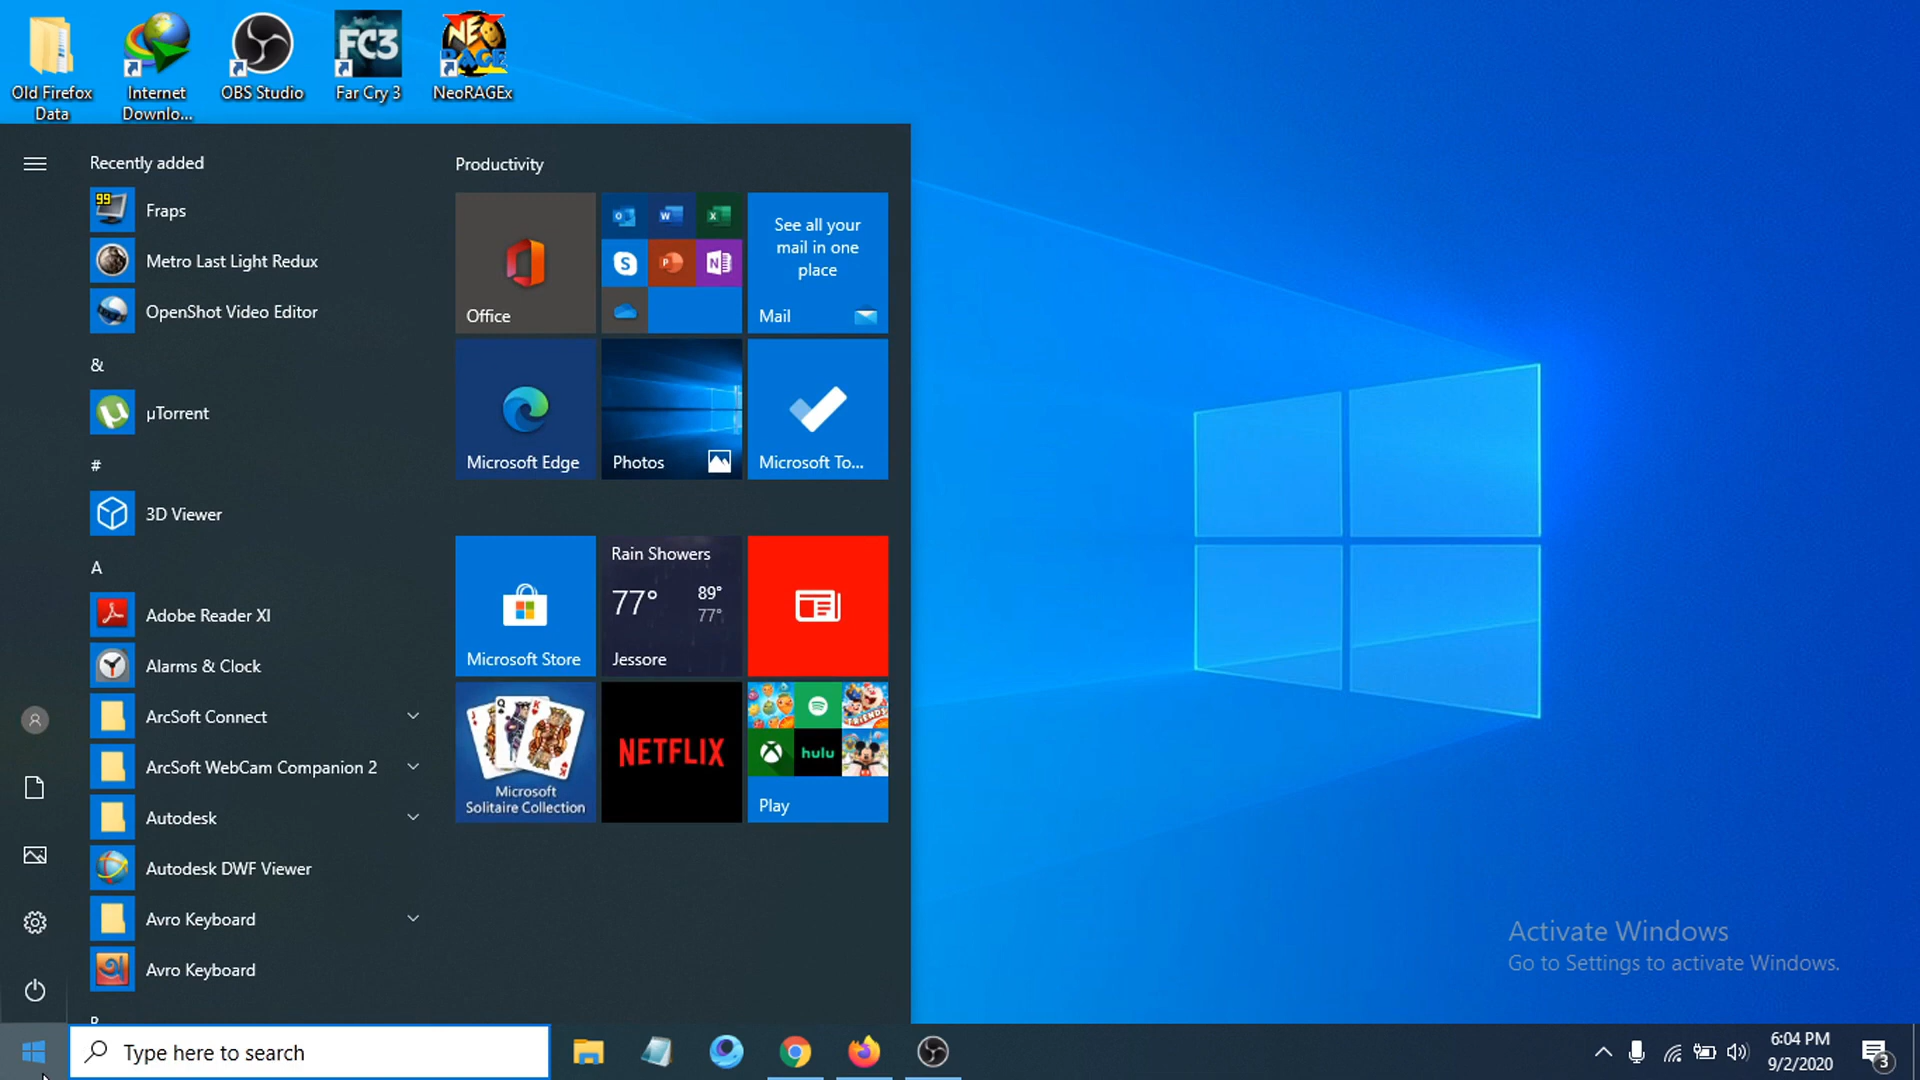 Old Firefox
Data
Internet
Downlo...
OBS Studio
FC3
Far Cry 3
NEO
RAGE
NeoRAGEx
Recently added
99
Fraps
Metro Last Light Redux
OpenShot Video Editor
&
µTorrent
#
3D Viewer
A
Adobe Reader XI
Alarms & Clock
ArcSoft Connect
ArcSoft WebCam Companion 2
Autodesk
Autodesk DWF Viewer
Avro Keyboard
Avro Keyboard
Productivity
Office
See all your
mail in one
place
Mail
Microsoft Edge
Photos
Microsoft To...
Microsoft Store
Rain Showers
77°
89°
77°
Jessore
Microsoft
Solitaire Collection
NETFLIX
hulu
Play
Activate Windows
Go to Settings to activate Windows.
Type here to search
6:04 PM
9/2/2020
3